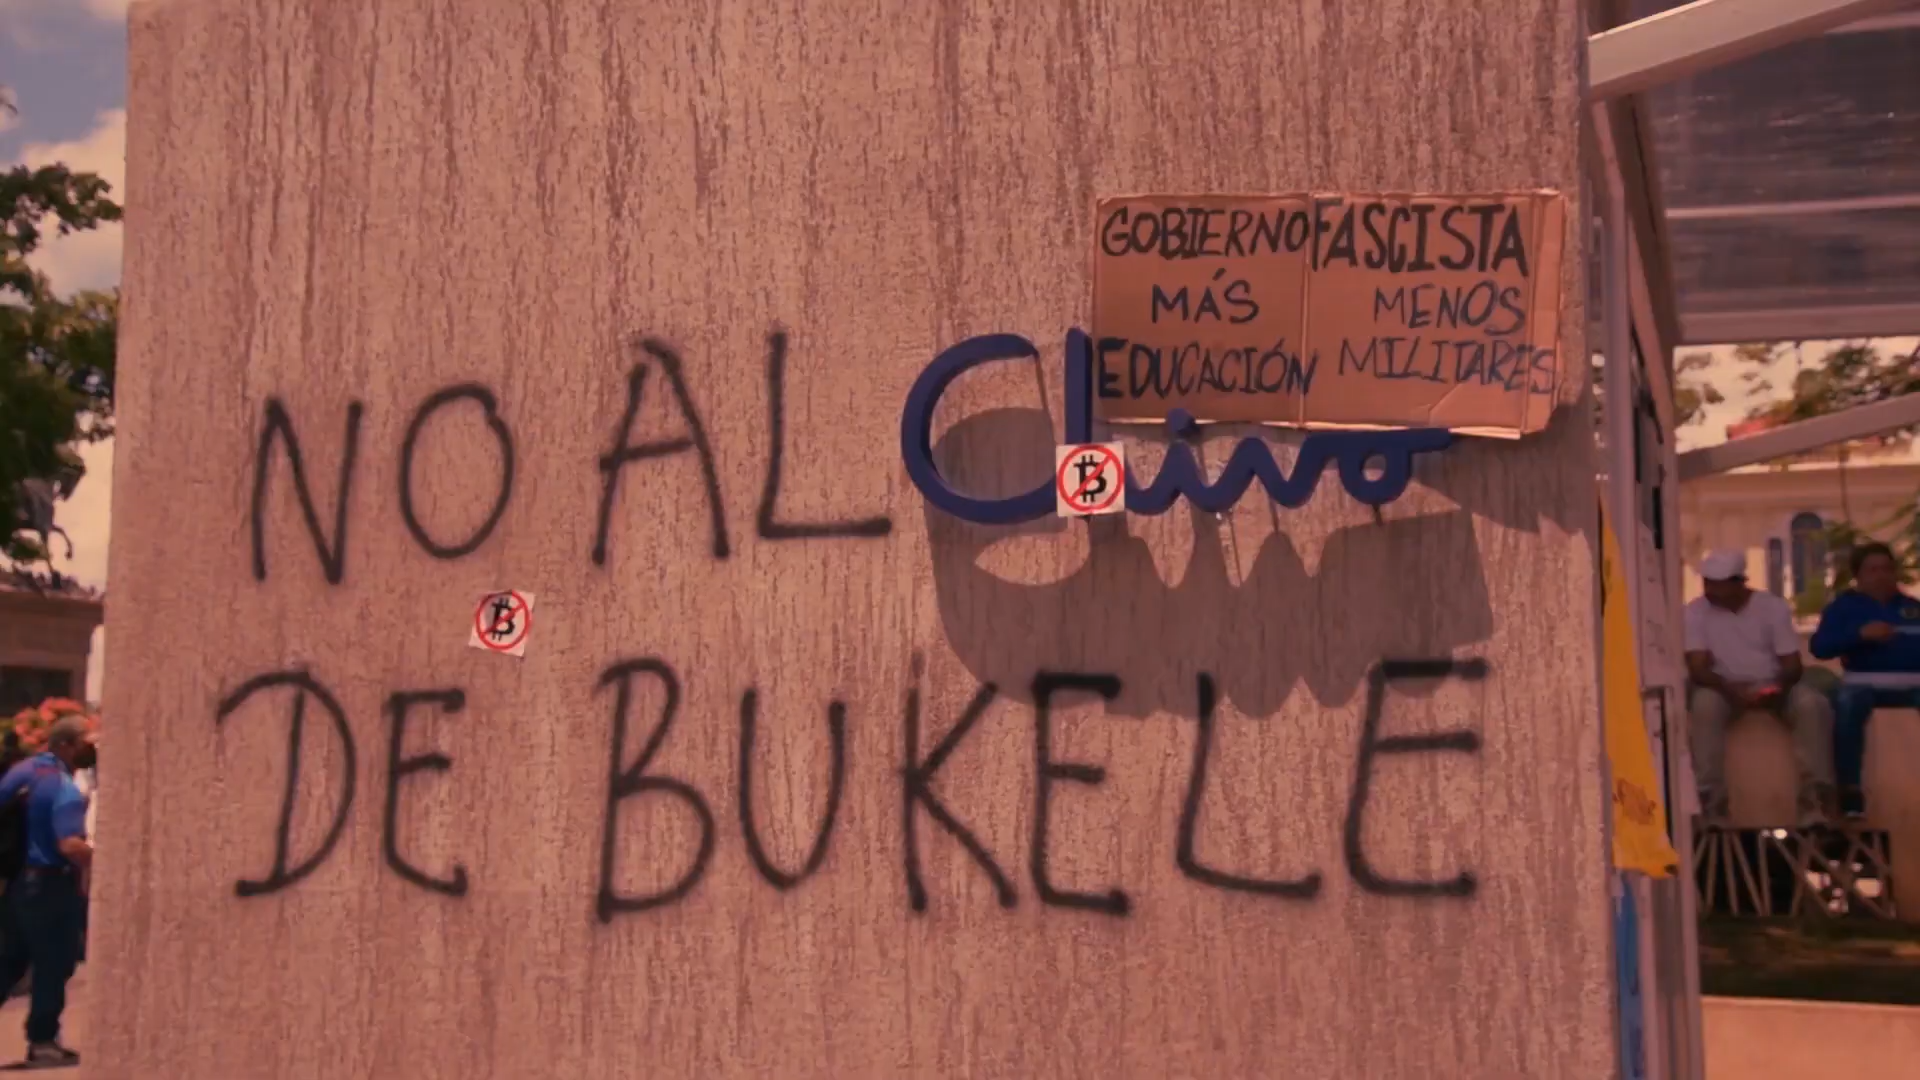 GOBIERNO FASCISTA
MÁS MENOS
EDUCACIÓN MILITARES
NO AL Chivo
DE BUKELE